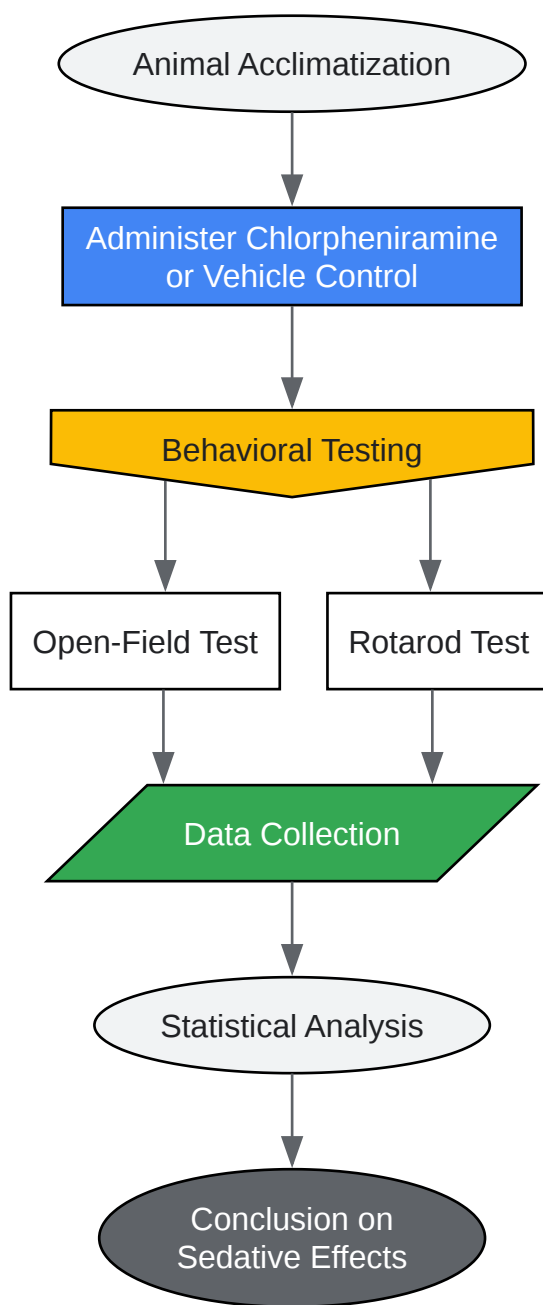 Animal Acclimatization
Administer Chlorpheniramine
or Vehicle Control
Behavioral Testing
Open-Field Test
Rotarod Test
Data Collection
Statistical Analysis
Conclusion on
Sedative Effects